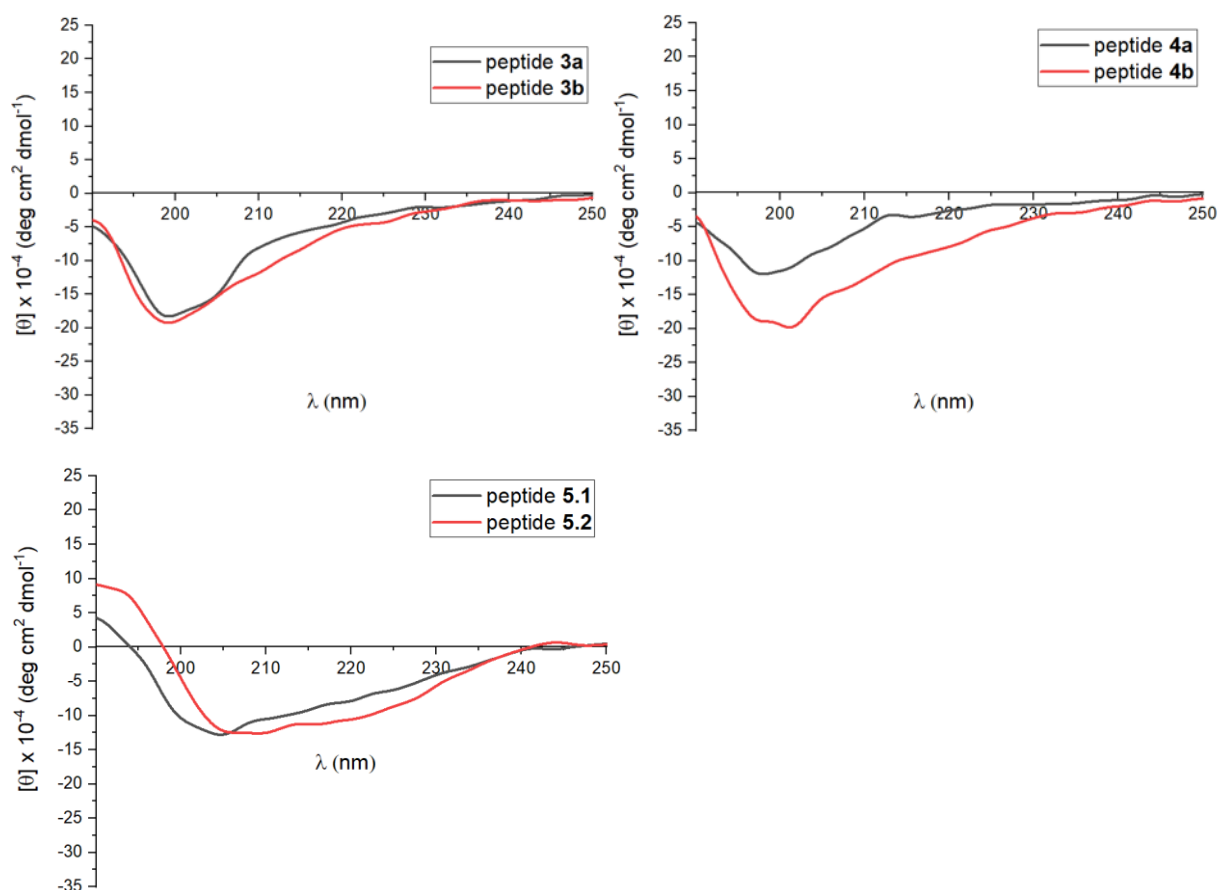 25
20
15
10
5
0
-5
-10
-15
-20
-25
-30
-35
[θ] x 10⁻⁴ (deg cm² dmol⁻¹)
200 210 220 230 240 250
λ (nm)
peptide 3a
peptide 3b
25
20
15
10
5
0
-5
-10
-15
-20
-25
-30
-35
[θ] x 10⁻⁴ (deg cm² dmol⁻¹)
200 210 220 230 240 250
λ (nm)
peptide 4a
peptide 4b
25
20
15
10
5
0
-5
-10
-15
-20
-25
-30
-35
[θ] x 10⁻⁴ (deg cm² dmol⁻¹)
200 210 220 230 240 250
λ (nm)
peptide 5.1
peptide 5.2